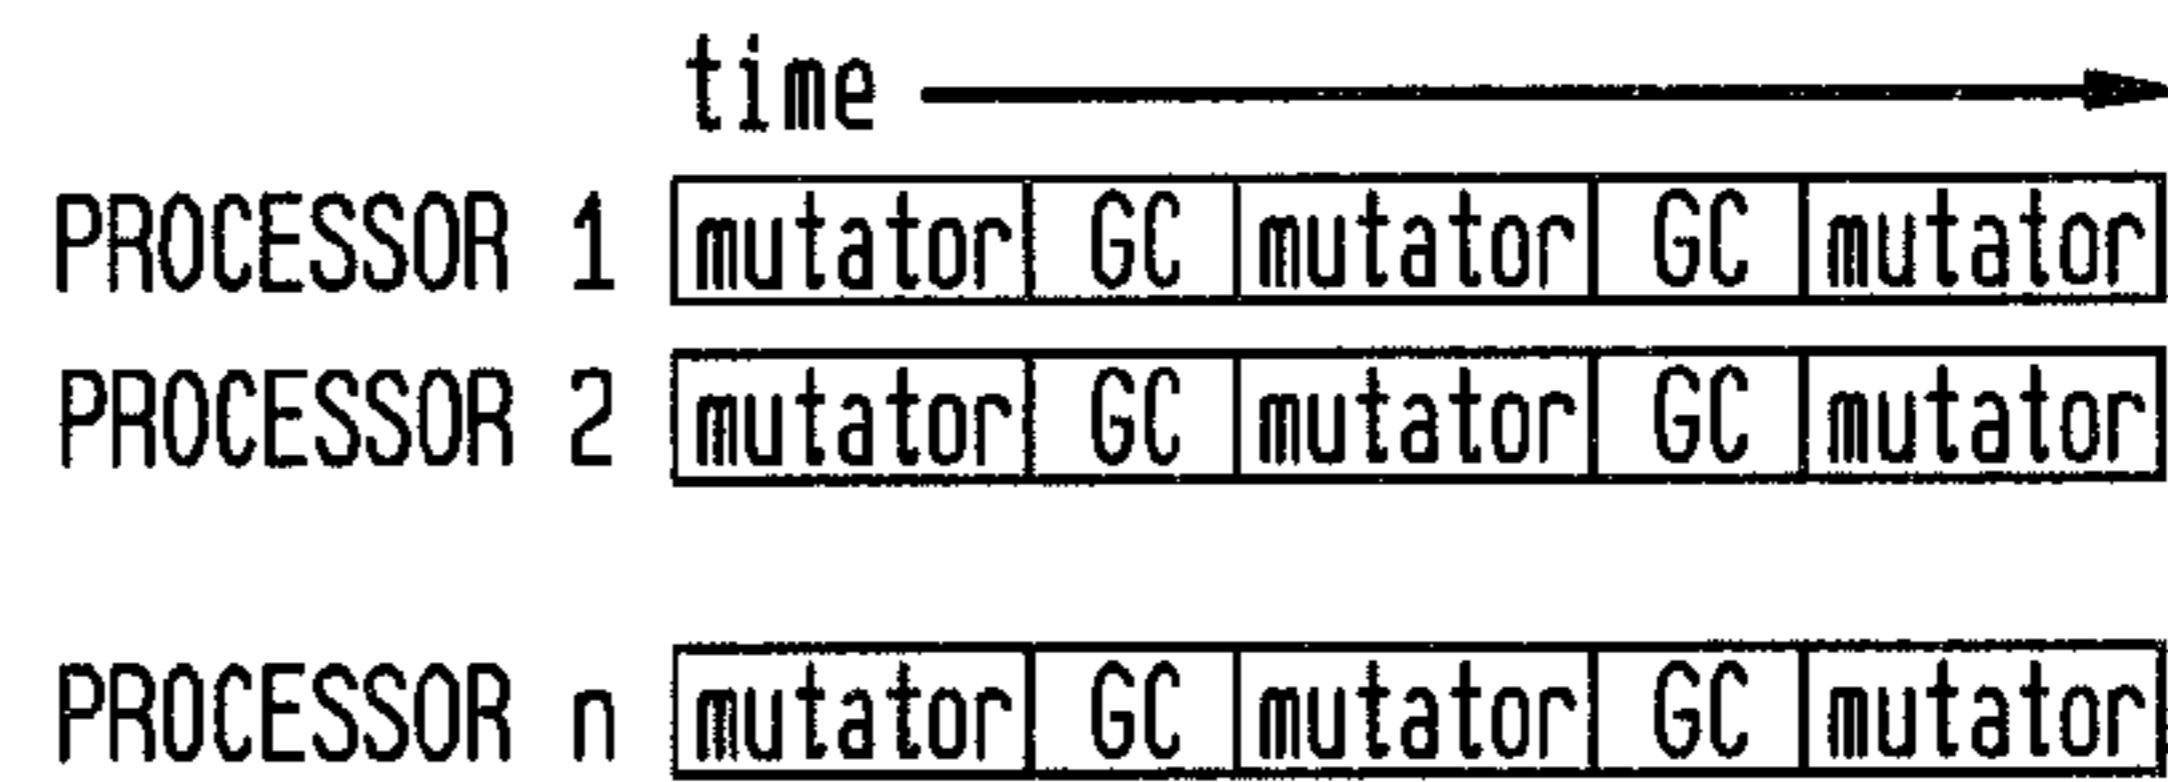 time
PROCESSOR 1 mutator GC mutator GC mutator
PROCESSOR 2 mutator GC mutator GC mutator
PROCESSOR n mutator GC mutator GC mutator